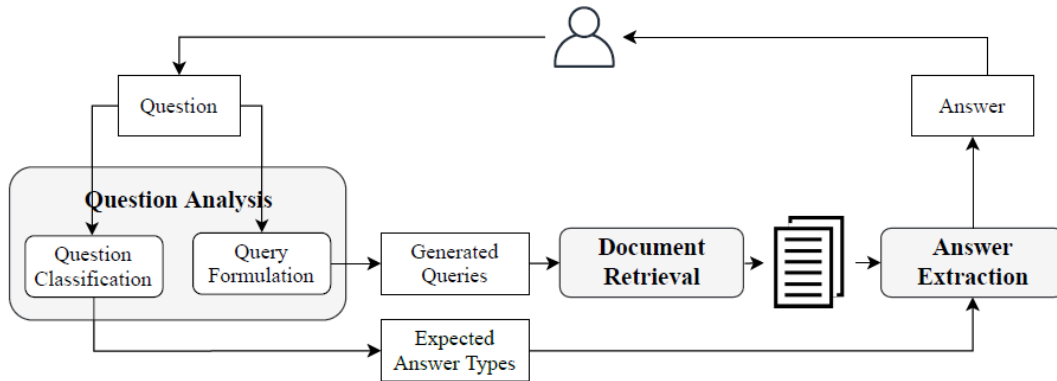 Question
Answer
Question Analysis
Question
Classification
Query
Formulation
Generated
Queries
Document
Retrieval
Answer
Extraction
Expected
Answer Types